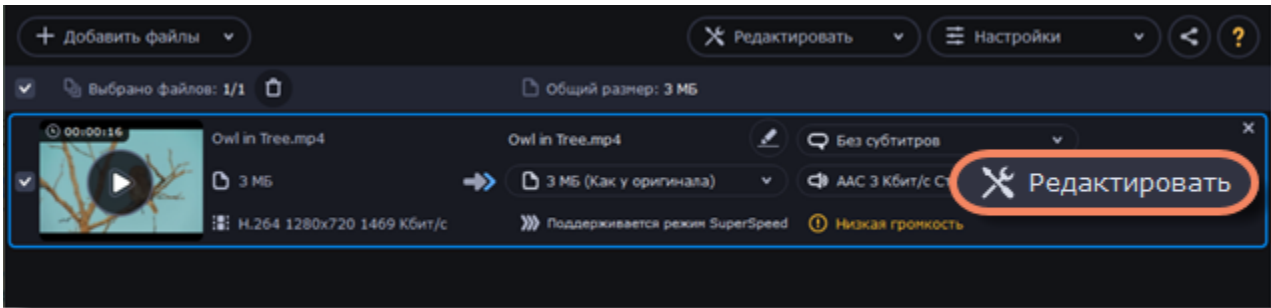 Добавить файлы
Редактировать
Настройки
?
Выбрано файлов: 1/1
Общий размер: 3 МБ
00:00:16
Owl in Tree.mp4
Owl in Tree.mp4
Без субтитров
3 МБ
3 МБ (Как у оригинала)
AAC 3 Кбит/с Ст
Редактировать
H.264 1280x720 1469 Кбит/с
Поддерживается режим SuperSpeed
Низкая громкость